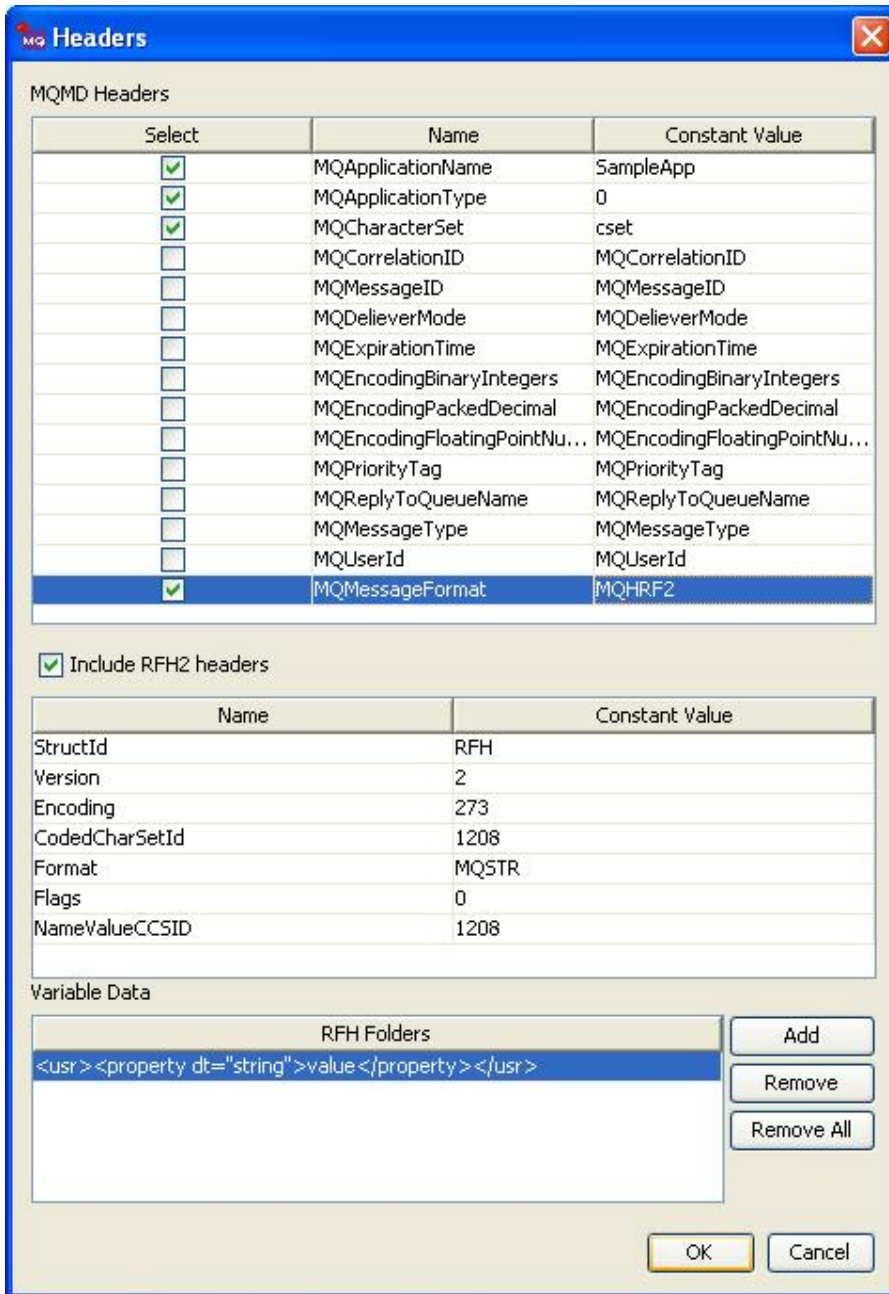 MQ Headers
MQMD Headers
Select Name Constant Value
MQApplicationName SampleApp
MQApplicationType 0
MQCharacterSet cset
MQCorrelationID MQCorrelationID
MQMessageID MQMessageID
MQDelieverMode MQDelieverMode
MQExpirationTime MQExpirationTime
MQEncodingBinaryIntegers MQEncodingBinaryIntegers
MQEncodingPackedDecimal MQEncodingPackedDecimal
MQEncodingFloatingPointNu... MQEncodingFloatingPointNu...
MQPriorityTag MQPriorityTag
MQReplyToQueueName MQReplyToQueueName
MQMessageType MQMessageType
MQUserId MQUserId
MQMessageFormat MQHRF2
Include RFH2 headers
Name Constant Value
StructId RFH
Version 2
Encoding 273
CodedCharSetId 1208
Format MQSTR
Flags 0
NameValueCCSID 1208
Variable Data
RFH Folders
<usr><property dt="string">value</property></usr>
Add
Remove
Remove All
OK Cancel